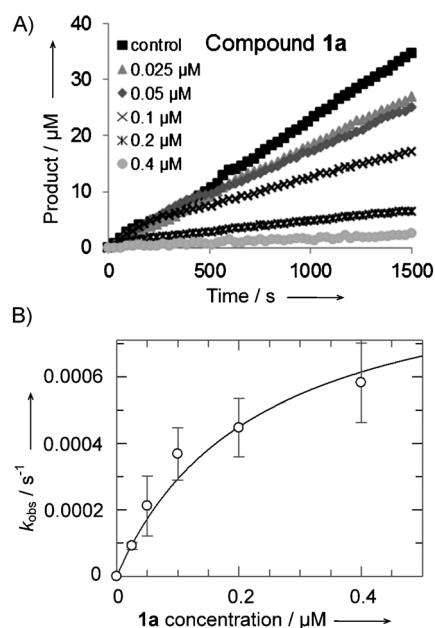 A)
Compound 1a
control
0.025 µM
0.05 µM
0.1 µM
0.2 µM
0.4 µM
Product / µM
40
30
20
10
0
0 500 1000 1500
Time / s
B)
kobs / s-1
0.0006
0.0004
0.0002
0
0 0.2 0.4
1a concentration / µM